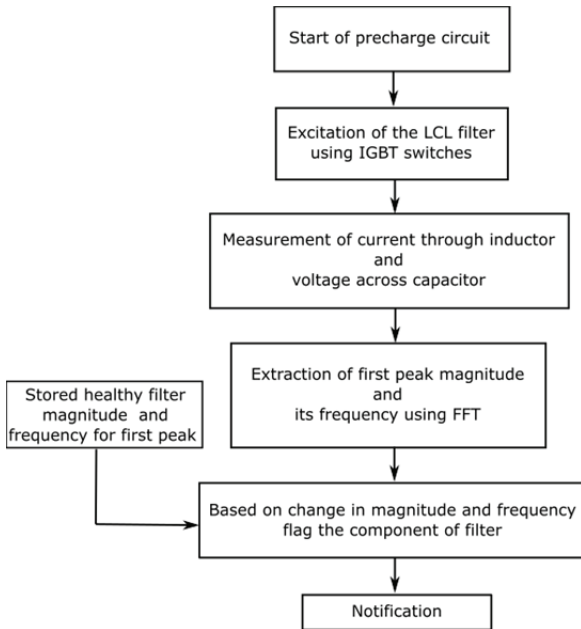 Start of precharge circuit
Excitation of the LCL filter
using IGBT switches
Measurement of current through inductor
and
voltage across capacitor
Extraction of first peak magnitude
and
its frequency using FFT
Stored healthy filter
magnitude and
frequency for first peak
Based on change in magnitude and frequency
flag the component of filter
Notification